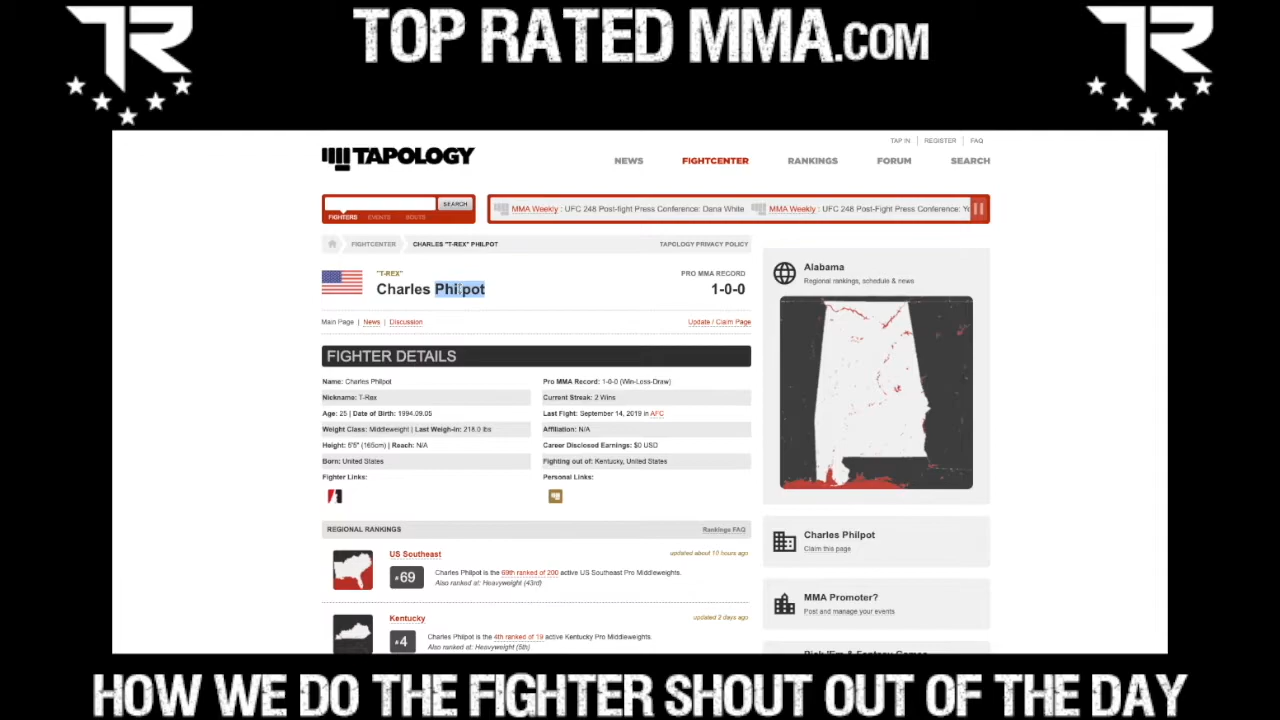 TOP RATED MMA.COM
TR
TR
TAP IN | REGISTER | FAQ
TAPOLOGY
NEWS FIGHTCENTER RANKINGS FORUM SEARCH
SEARCH
FIGHTERS EVENTS BOUTS
MMA Weekly : UFC 248 Post-fight Press Conference: Dana White MMA Weekly : UFC 248 Post-Fight Press Conference:
FIGHTCENTER CHARLES "T-REX" PHILPOT TAPOLOGY PRIVACY POLICY
"T-REX" PRO MMA RECORD
Charles Philpot 1-0-0
Main Page | News | Discussion Update / Claim Page
FIGHTER DETAILS
Name: Charles Philpot Pro MMA Record: 1-0-0 (Win-Loss-Draw)
Nickname: T-Rex Current Streak: 2 Wins
Age: 25 | Date of Birth: 1994.09.05 Last Fight: September 14, 2019 in AFC
Weight Class: Middleweight | Last Weigh-In: 218.0 lbs Affiliation: N/A
Height: (165cm) | Reach: N/A Career Disclosed Earnings: $0 USD
Born: United States Fighting out of: Kentucky, United States
Fighter Links: Personal Links:
REGIONAL RANKINGS Rankings FAQ
US Southeast updated about 10 hours ago
#69 Charles Philpot is the 69th ranked of 200 active US Southeast Pro Middleweights.
Also ranked at: Heavyweight (43rd)
Kentucky updated 2 days ago
#4 Charles Philpot is the 4th ranked of 19 active Kentucky Pro Middleweights.
Also ranked at: Heavyweight (5th)
Alabama
Regional rankings, schedule & news
Charles Philpot
Claim this page
MMA Promoter?
Post and manage your events
Pick 'Em & Fantasy Games
HOW WE DO THE FIGHTER SHOUT OUT OF THE DAY